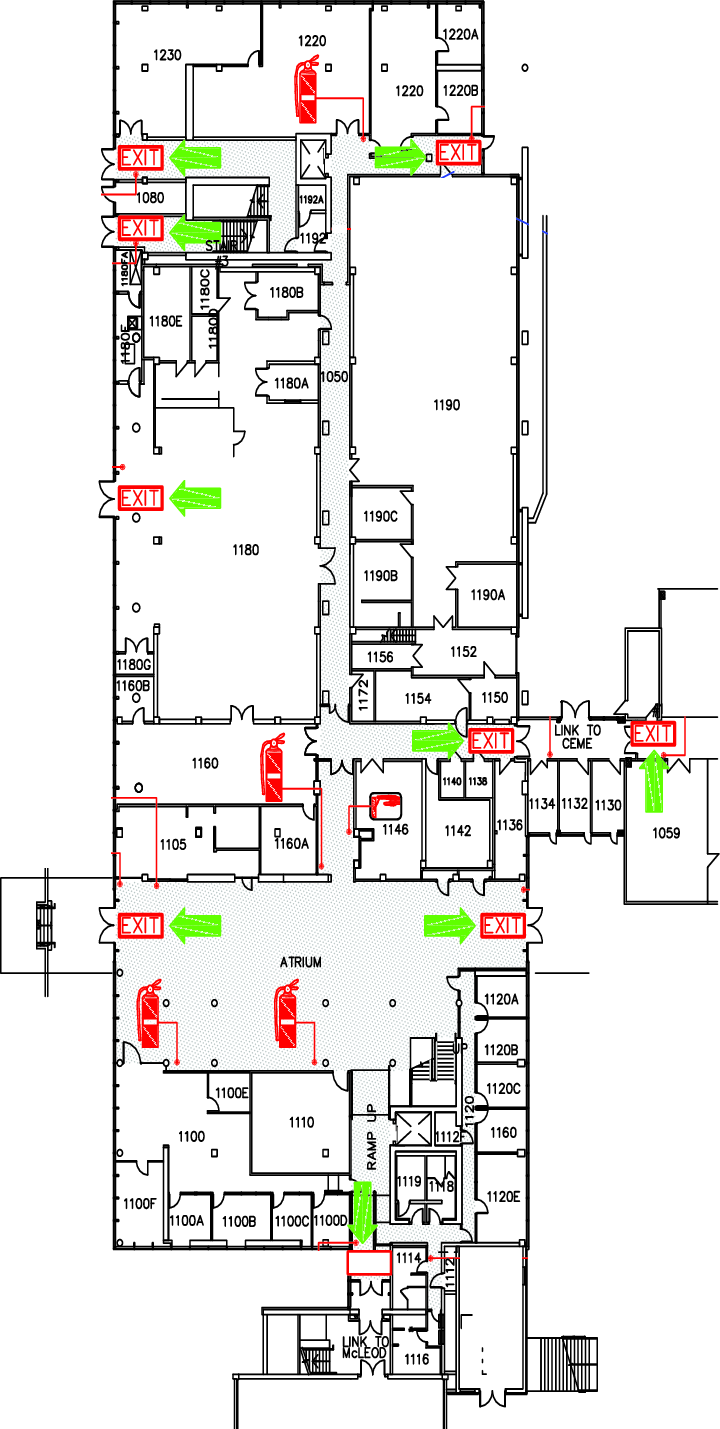 1220A
1230
1220
1220
1220B
EXIT
EXIT
1080
1192A
EXIT
1192
STAIR
#3
1180FA
1180C
1180B
1180E
1180D
1180F
1050
1180A
1190
EXIT
1190C
1180
1190B
1190A
1156
1152
1180G
1160B
1172
1154
1150
EXIT
LINK TO
CEME
EXIT
1160
1140
1138
1134
1132
1130
1136
1146
1142
1059
1105
1160A
EXIT
EXIT
ATRIUM
1120A
1120B
1100E
1120C
1110
1120
1100
RAMP UP
1112
1160
1119
1118
1100F
1120E
1100A
1100B
1100C
1100D
1114
1112
LINK TO
McLEOD
1116